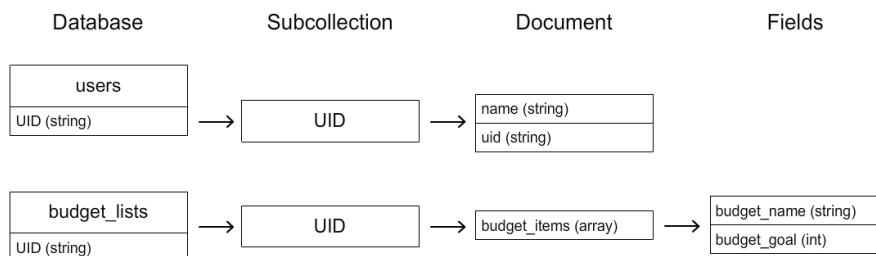 Database Subcollection Document Fields
users
UID (string)
UID
name (string)
uid (string)
budget_lists
UID (string)
UID
budget_items (array)
budget_name (string)
budget_goal (int)